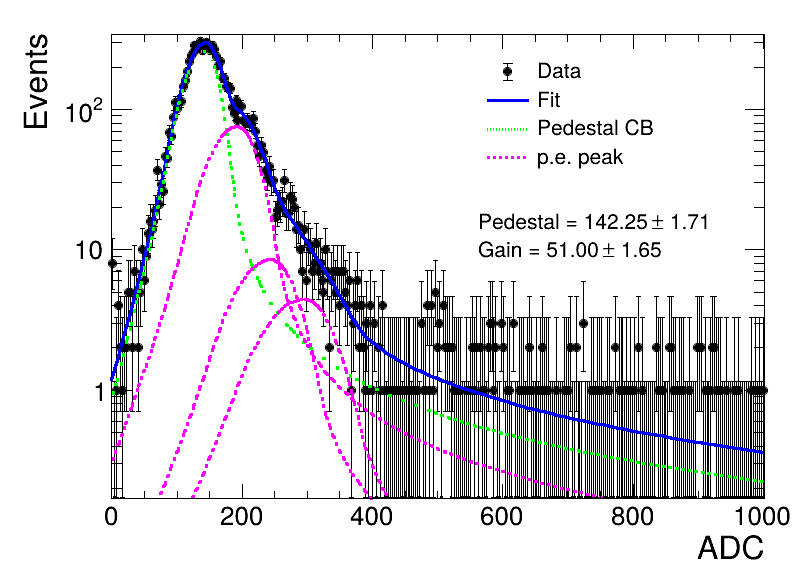 Events
10²
10
1
Data
Fit
Pedestal CB
p.e. peak
Pedestal = 142.25 ± 1.71
Gain = 51.00 ± 1.65
0 200 400 600 800 1000
ADC